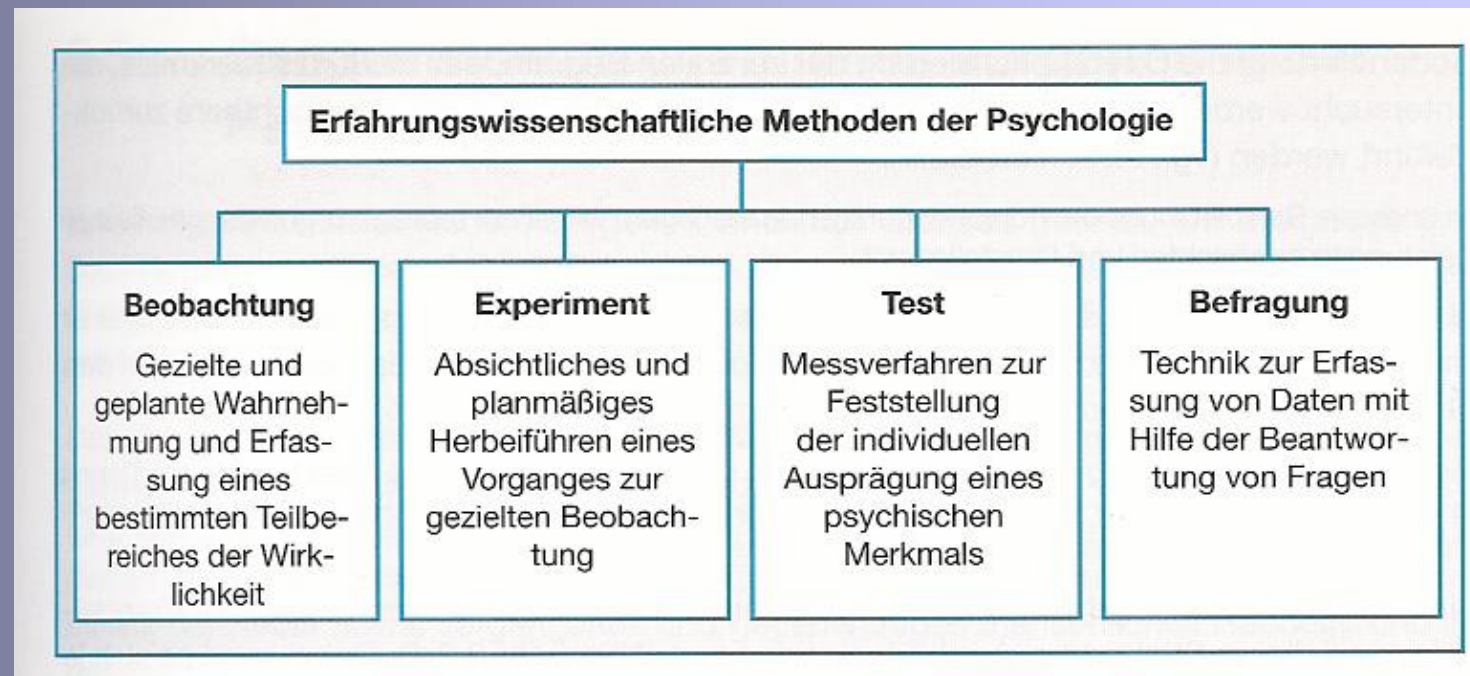 Erfahrungswissenschaftliche Methoden der Psychologie
Beobachtung
Gezielte und
geplante Wahrneh-
mung und Erfas-
sung eines
bestimmten Teilbe-
reiches der Wirk-
lichkeit
Experiment
Absichtliches und
planmäßiges
Herbeiführen eines
Vorganges zur
gezielten Beobach-
tung
Test
Messverfahren zur
Feststellung
der individuellen
Ausprägung eines
psychischen
Merkmals
Befragung
Technik zur Erfas-
sung von Daten mit
Hilfe der Beantwor-
tung von Fragen